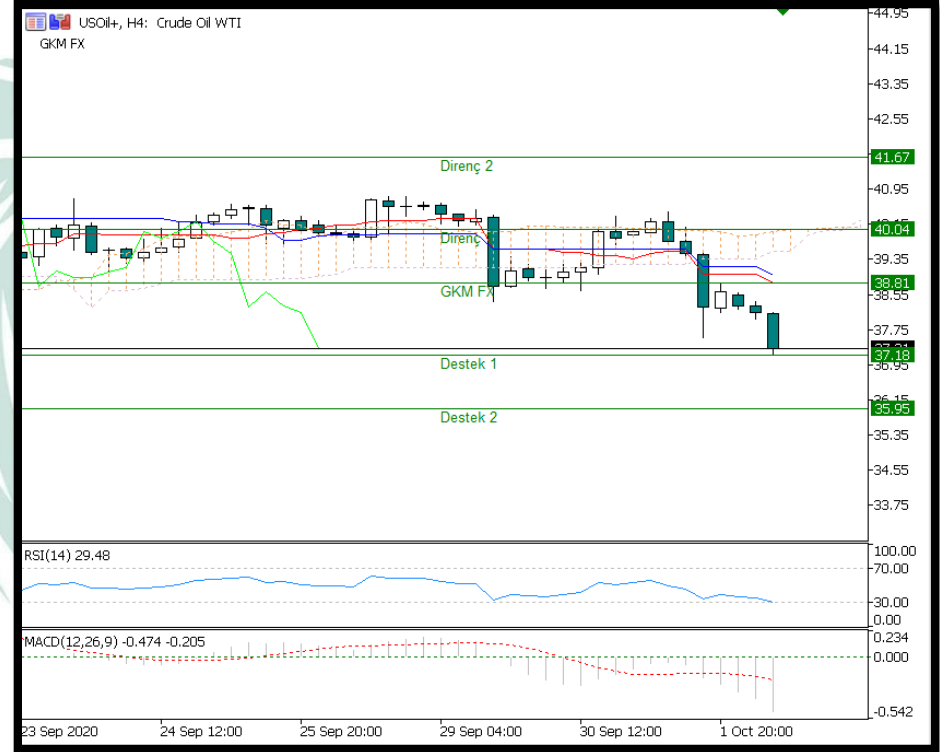 USOil+, H4: Crude Oil WTI
GKM FX
44.95
44.15
43.35
42.55
41.67
Direnç 2
40.95
40.04
Direnç
39.35
38.81
GKM FX
38.55
37.75
37.18
36.95
Destek 1
35.95
Destek 2
35.35
34.55
33.75
RSI(14) 29.48
100.00
70.00
30.00
0.00
MACD(12,26,9) -0.474 -0.205
0.234
0.000
-0.542
23 Sep 2020
24 Sep 12:00
25 Sep 20:00
29 Sep 04:00
30 Sep 12:00
1 Oct 20:00